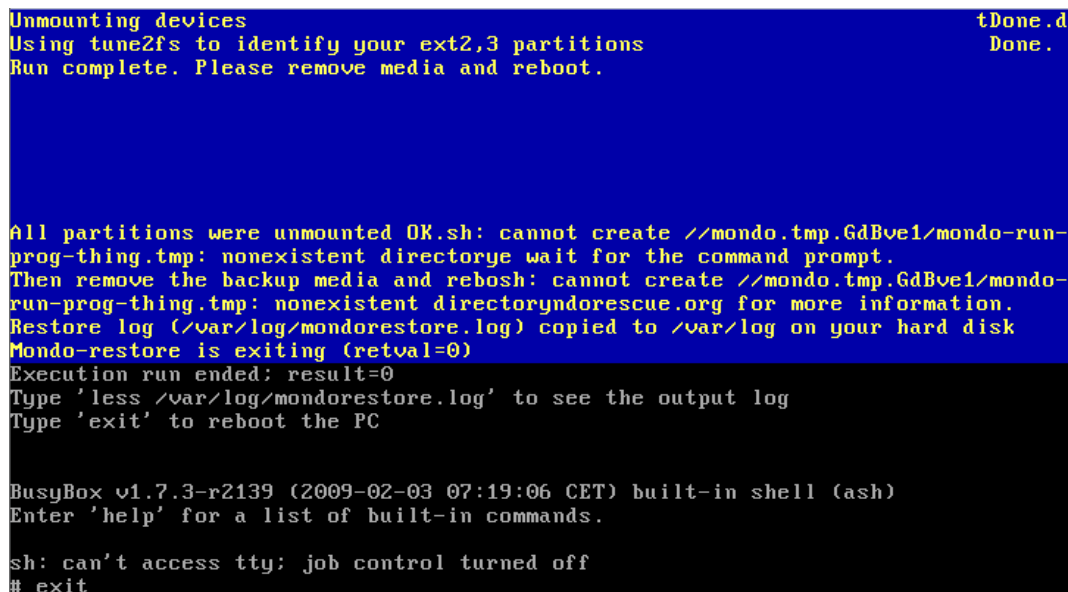 Unmounting devices tDone.d
Using tune2fs to identify your ext2,3 partitions Done.
Run complete. Please remove media and reboot.
All partitions were unmounted OK.sh: cannot create //mondo.tmp.GdBve1/mondo-run-
prog-thing.tmp: nonexistent directorye wait for the command prompt.
Then remove the backup media and rebosh: cannot create //mondo.tmp.GdBve1/mondo-
run-prog-thing.tmp: nonexistent directoryndorescue.org for more information.
Restore log (/var/log/mondorestore.log) copied to /var/log on your hard disk
Mondo-restore is exiting (retval=0)
Execution run ended; result=0
Type 'less /var/log/mondorestore.log' to see the output log
Type 'exit' to reboot the PC
BusyBox v1.7.3-r2139 (2009-02-03 07:19:06 CET) built-in shell (ash)
Enter 'help' for a list of built-in commands.
sh: can't access tty; job control turned off
# exit